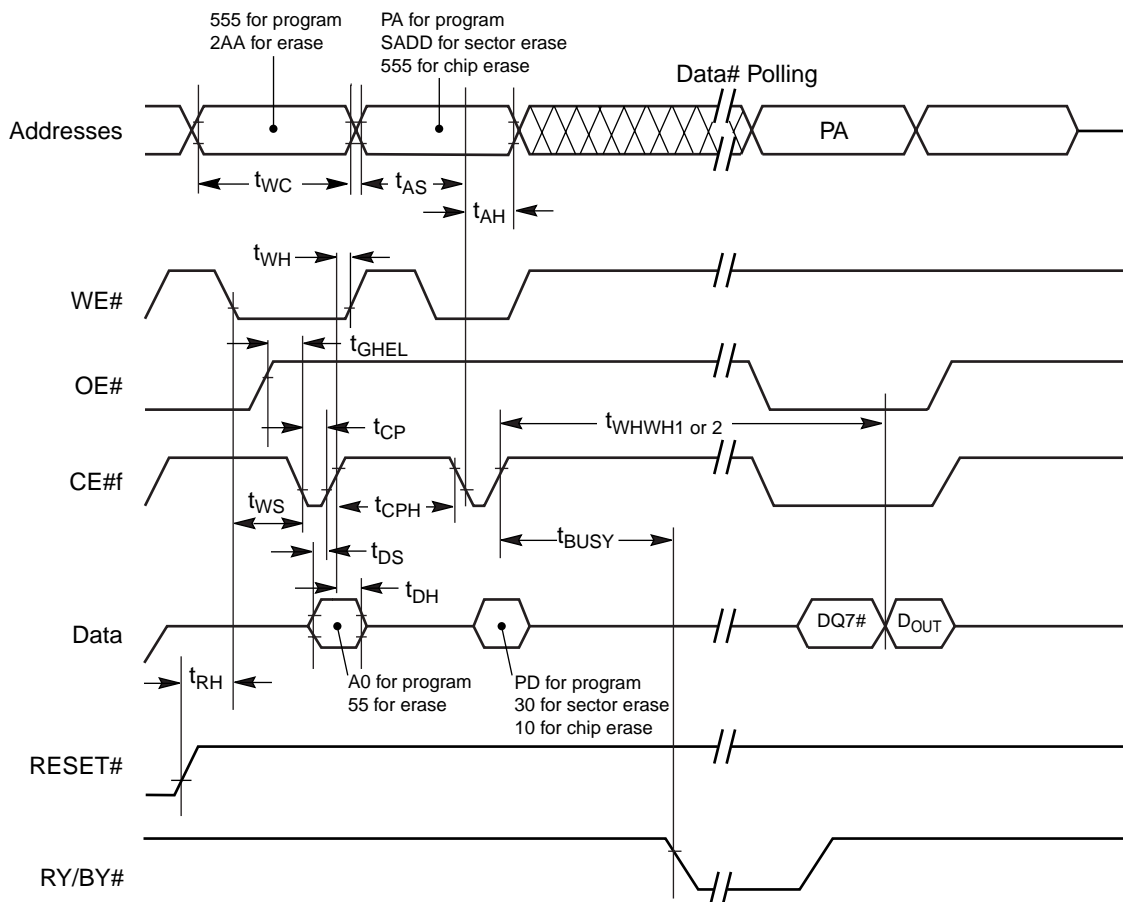 555 for program
2AA for erase
PA for program
SADD for sector erase
555 for chip erase
Data# Polling
Addresses
PA
tWC
tAS
tAH
tWH
WE#
tGHEL
OE#
tWHWH1 or 2
tCP
CE#f
tWS
tCPH
tBUSY
tDS
tDH
Data
DQ7#
DOUT
tRH
A0 for program
55 for erase
PD for program
30 for sector erase
10 for chip erase
RESET#
RY/BY#